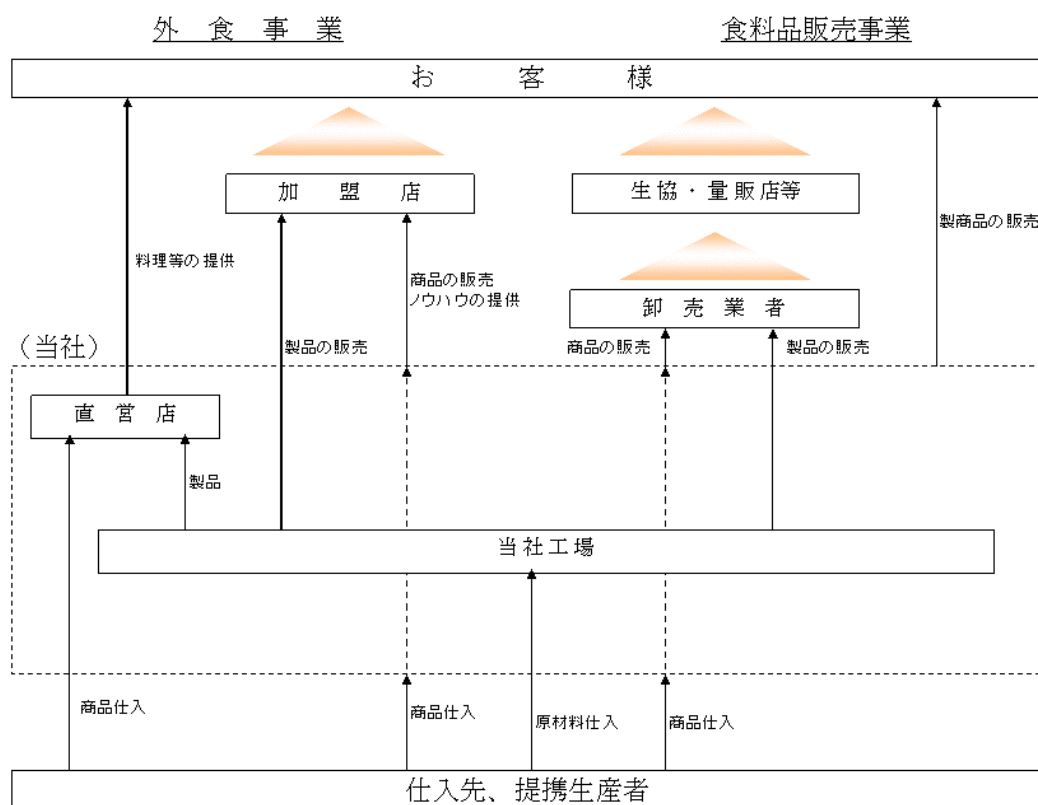 外食事業
食料品販売事業
お客様
加盟店
生協・量販店等
製商品の販売
料理等の提供
商品の販売
ノウハウの提供
卸売業者
(当社)
製品の販売
商品の販売
製品の販売
直営店
製品
当社工場
商品仕入
商品仕入
原材料仕入
商品仕入
仕入先、提携生産者